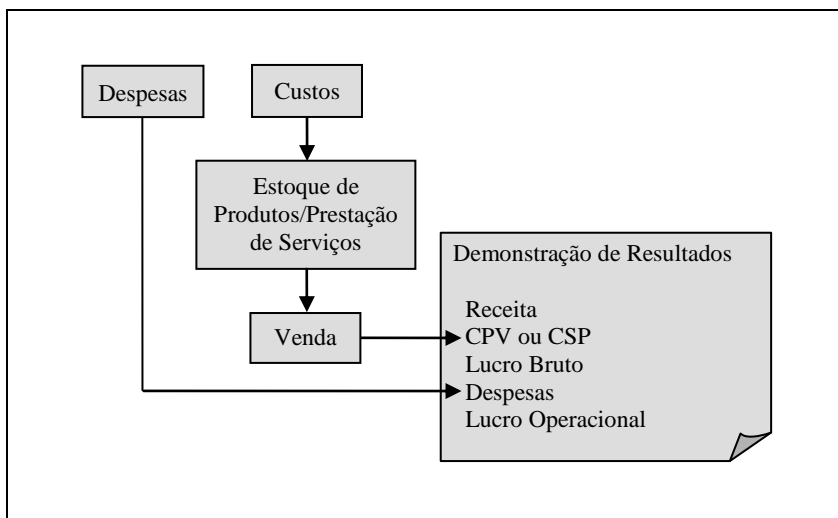 Despesas
Custos
Estoque de
Produtos/Prestação
de Serviços
Venda
Demonstração de Resultados
Receita
CPV ou CSP
Lucro Bruto
Despesas
Lucro Operacional